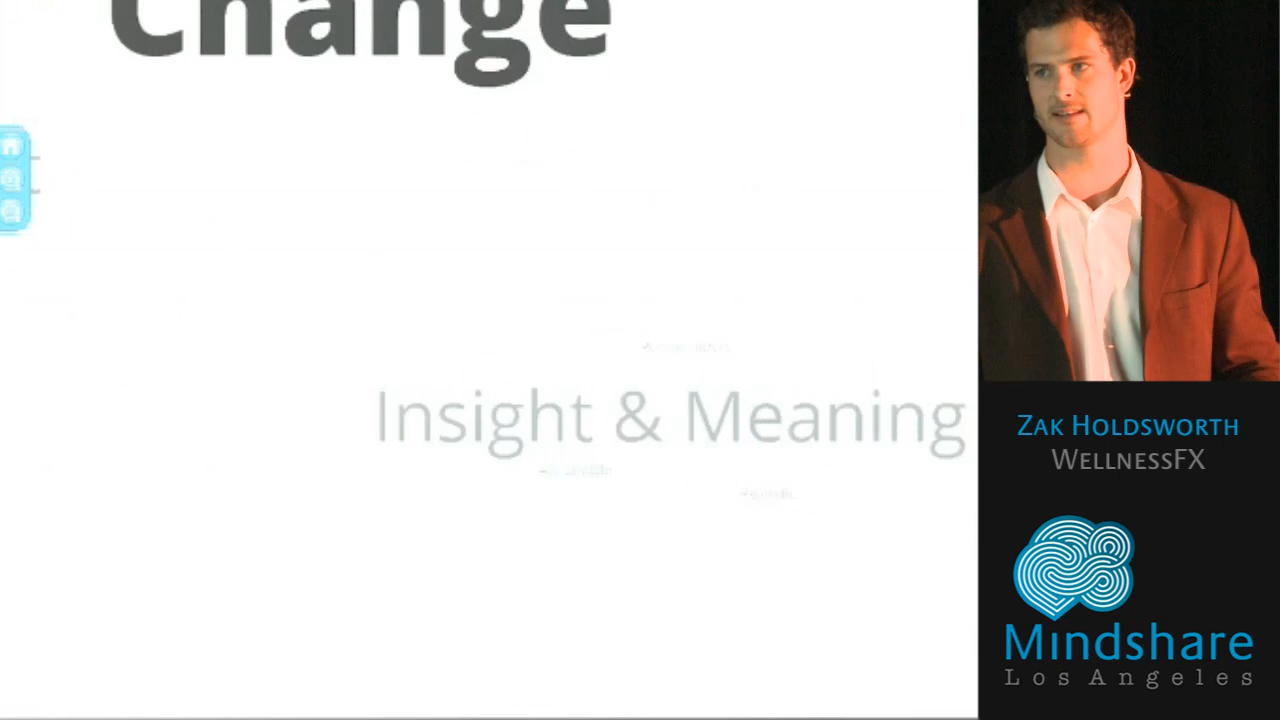 Change
Insight & Meaning
Zak Holdsworth
WellnessFX
Mindshare
Los Angeles